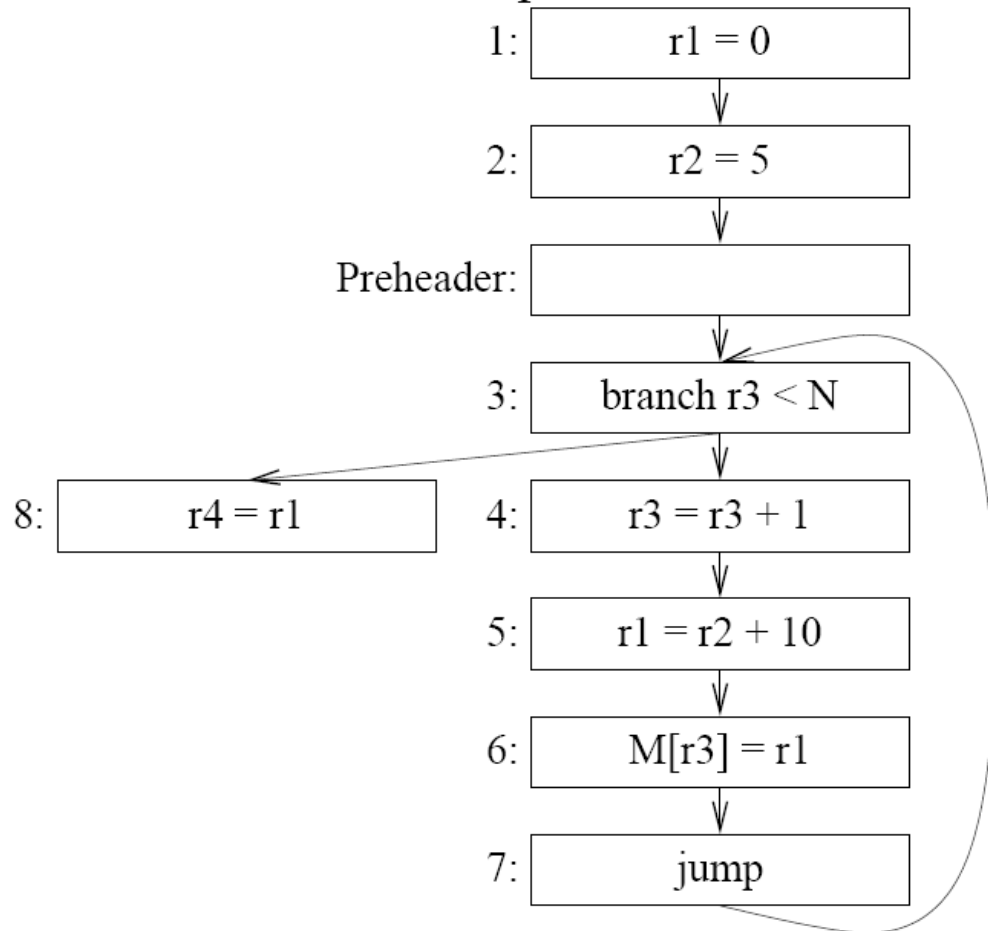 1: r1 = 0
2: r2 = 5
Preheader:
3: branch r3 < N
8: r4 = r1
4: r3 = r3 + 1
5: r1 = r2 + 10
6: M[r3] = r1
7: jump